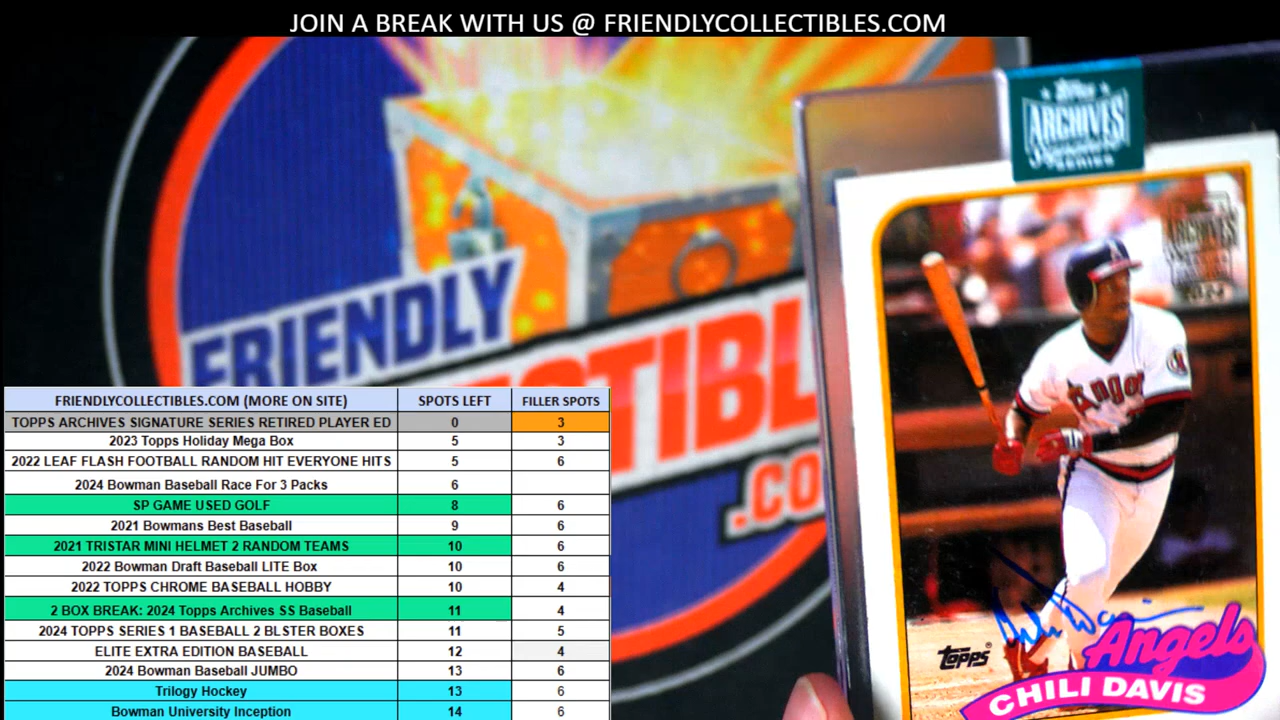 JOIN A BREAK WITH US @ FRIENDLYCOLLECTIBLES.COM
FRIENDLY
.CO
FRIENDLYCOLLECTIBLES.COM (MORE ON SITE) SPOTS LEFT FILLER SPOTS
TOPPS ARCHIVES SIGNATURE SERIES RETIRED PLAYER ED 0 3
2023 Topps Holiday Mega Box 5 3
2022 LEAF FLASH FOOTBALL RANDOM HIT EVERYONE HITS 5 6
2024 Bowman Baseball Race For 3 Packs 6
SP GAME USED GOLF 8 6
2021 Bowmans Best Baseball 9 6
2021 TRISTAR MINI HELMET 2 RANDOM TEAMS 10 6
2022 Bowman Draft Baseball LITE Box 10 6
2022 TOPPS CHROME BASEBALL HOBBY 10 4
2 BOX BREAK: 2024 Topps Archives SS Baseball 11 4
2024 TOPPS SERIES 1 BASEBALL 2 BLSTER BOXES 11 5
ELITE EXTRA EDITION BASEBALL 12 4
2024 Bowman Baseball JUMBO 13 6
Trilogy Hockey 13 6
Bowman University Inception 14 6
Topps
ARCHIVES
Signature
SERIES
ARCHIVES
2024
Angels
topps®
Angels
CHILI DAVIS